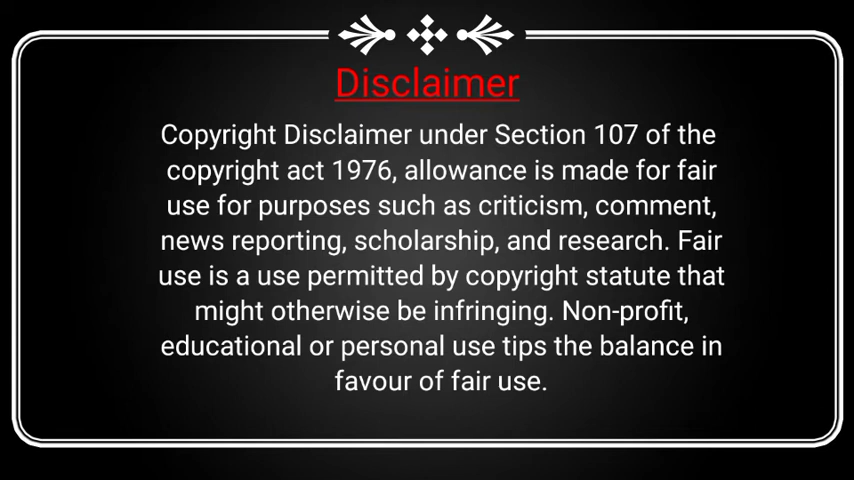 Disclaimer
Copyright Disclaimer under Section 107 of the
copyright act 1976, allowance is made for fair
use for purposes such as criticism, comment,
news reporting, scholarship, and research. Fair
use is a use permitted by copyright statute that
might otherwise be infringing. Non-profit,
educational or personal use tips the balance in
favour of fair use.